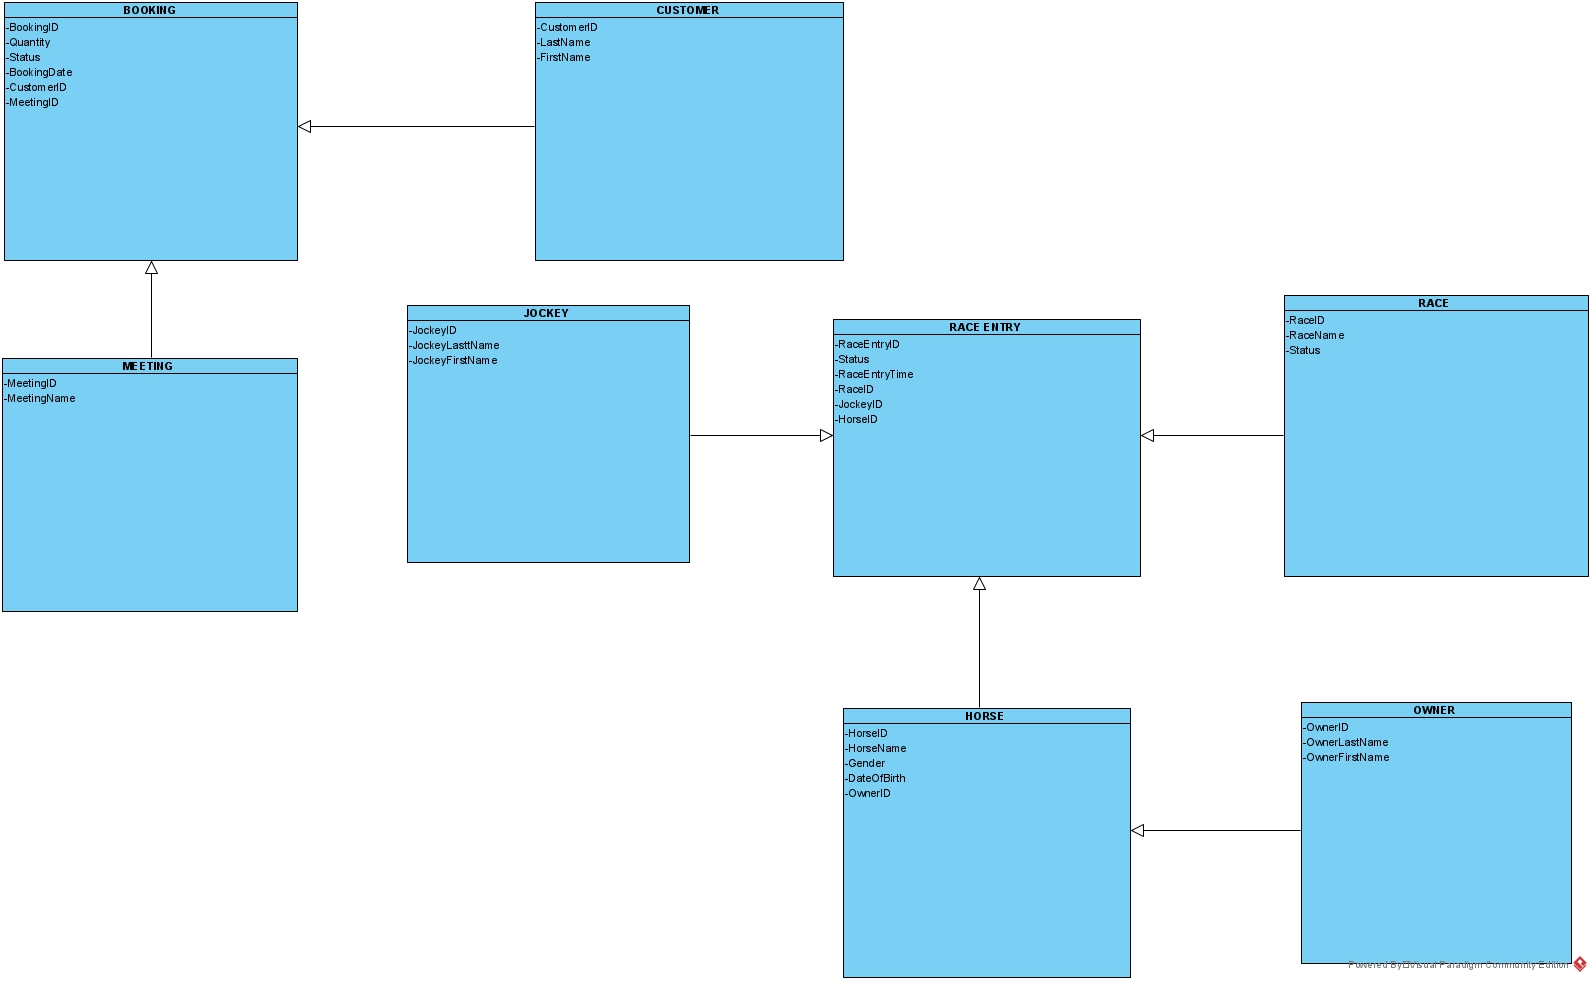 BOOKING
-BookingID
-Quantity
-Status
-BookingDate
-CustomerID
-MeetingID
CUSTOMER
-CustomerID
-LastName
-FirstName
MEETING
-MeetingID
-MeetingName
JOCKEY
-JockeyID
-JockeyLasttName
-JockeyFirstName
RACE ENTRY
-RaceEntryID
-Status
-RaceEntryTime
-RaceID
-JockeyID
-HorseID
RACE
-RaceID
-RaceName
-Status
HORSE
-HorseID
-HorseName
-Gender
-DateOfBirth
-OwnerID
OWNER
-OwnerID
-OwnerLastName
-OwnerFirstName
Powered By□Visual Paradigm Community Edition